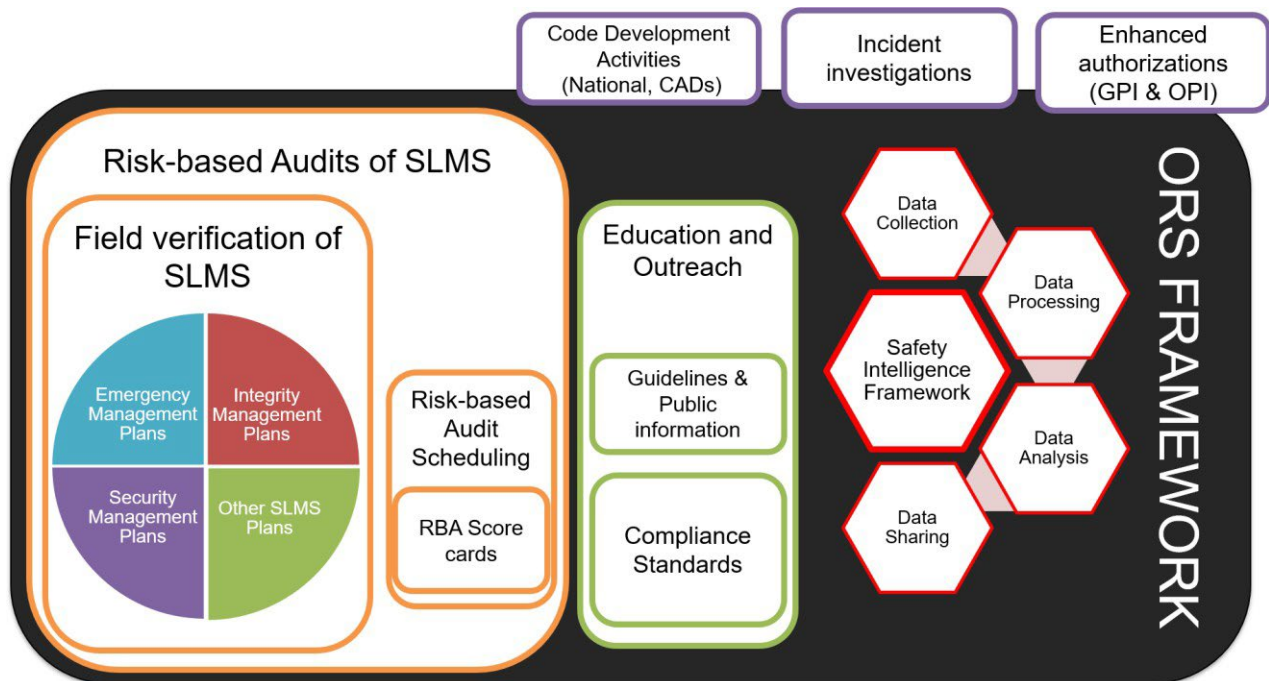 Code Development
Activities
(National, CADs)
Incident
investigations
Enhanced
authorizations
(GPI & OPI)
Risk-based Audits of SLMS
Field verification of
SLMS
Emergency
Management
Plans
Integrity
Management
Plans
Security
Management
Plans
Other SLMS
Plans
Risk-based
Audit
Scheduling
RBA Score
cards
Education and
Outreach
Guidelines &
Public
information
Compliance
Standards
Data
Collection
Data
Processing
Safety
Intelligence
Framework
Data
Analysis
Data
Sharing
ORS FRAMEWORK